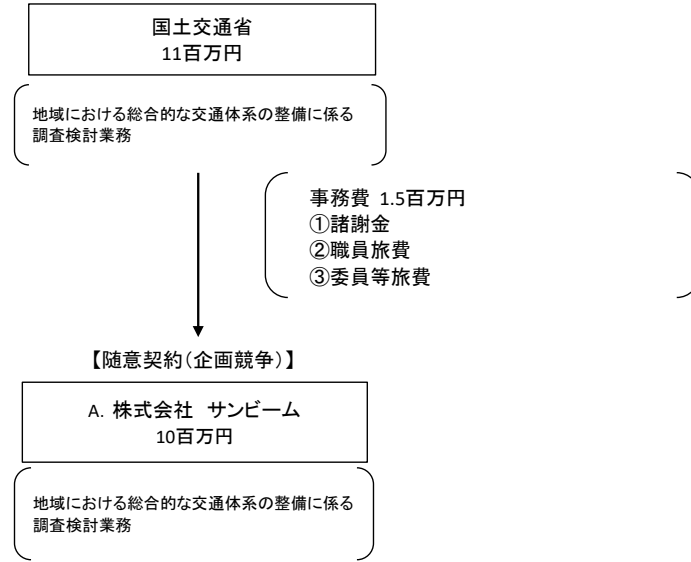 国土交通省
11百万円
地域における総合的な交通体系の整備に係る
調査検討業務
事務費 1.5百万円
①諸謝金
②職員旅費
③委員等旅費
【随意契約(企画競争)】
A. 株式会社 サンビーム
10百万円
地域における総合的な交通体系の整備に係る
調査検討業務